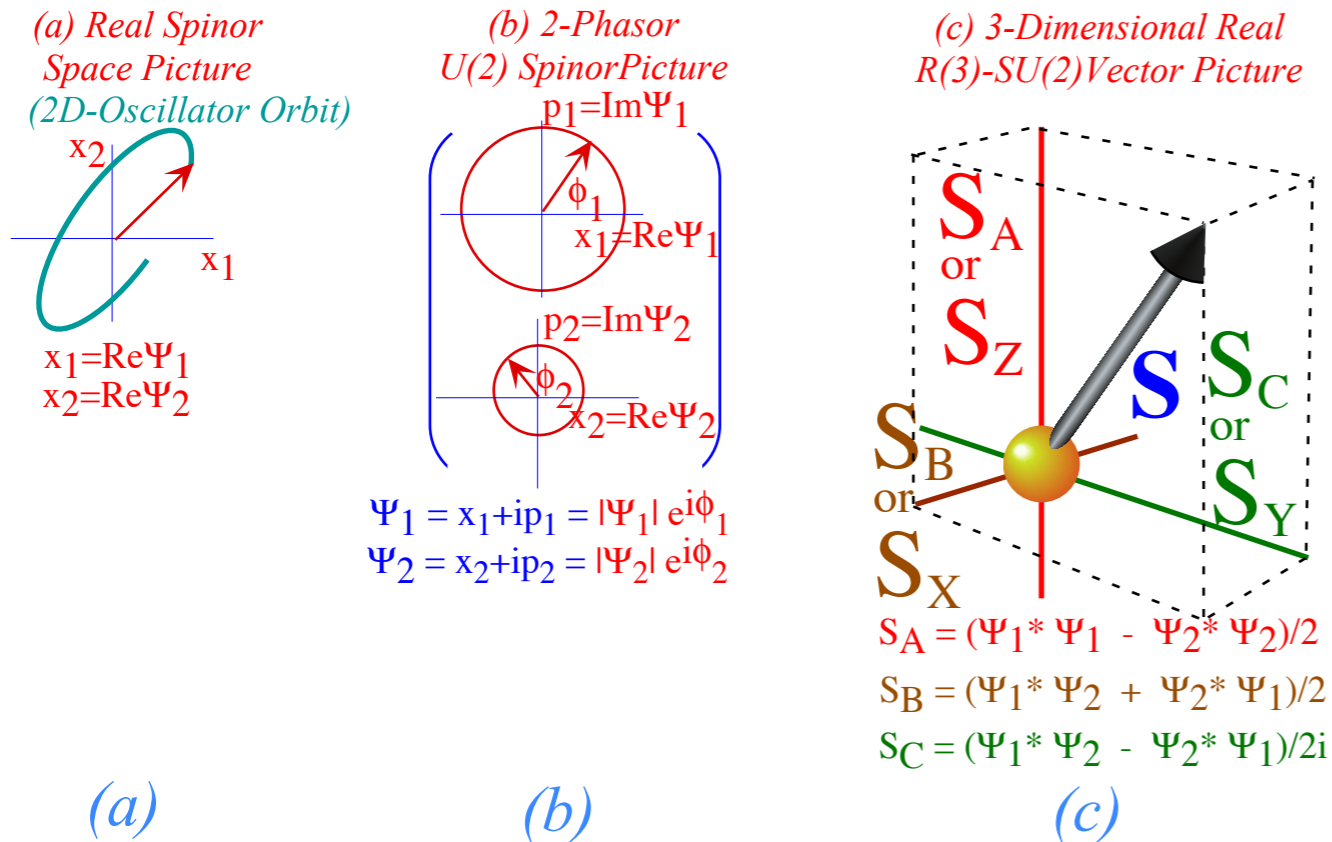 (a) Real Spinor
Space Picture
(2D-Oscillator Orbit)
x2
x1
x1=ReΨ1
x2=ReΨ2
(b) 2-Phasor
U(2) SpinorPicture
p1=ImΨ1
ϕ1
x1=ReΨ1
p2=ImΨ2
ϕ2
x2=ReΨ2
Ψ1 = x1+ip1 = |Ψ1| eiϕ1
Ψ2 = x2+ip2 = |Ψ2| eiϕ2
(c) 3-Dimensional Real
R(3)-SU(2)Vector Picture
SA
or
SZ
S
SC
or
SY
SB
or
SX
SA = (Ψ1* Ψ1 - Ψ2* Ψ2)/2
SB = (Ψ1* Ψ2 + Ψ2* Ψ1)/2
SC = (Ψ1* Ψ2 - Ψ2* Ψ1)/2i
(a)
(b)
(c)